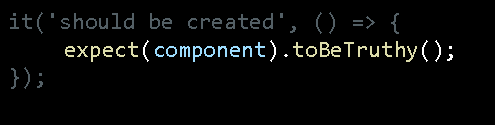 it('should be created', () => {
    expect(component).toBeTruthy();
});